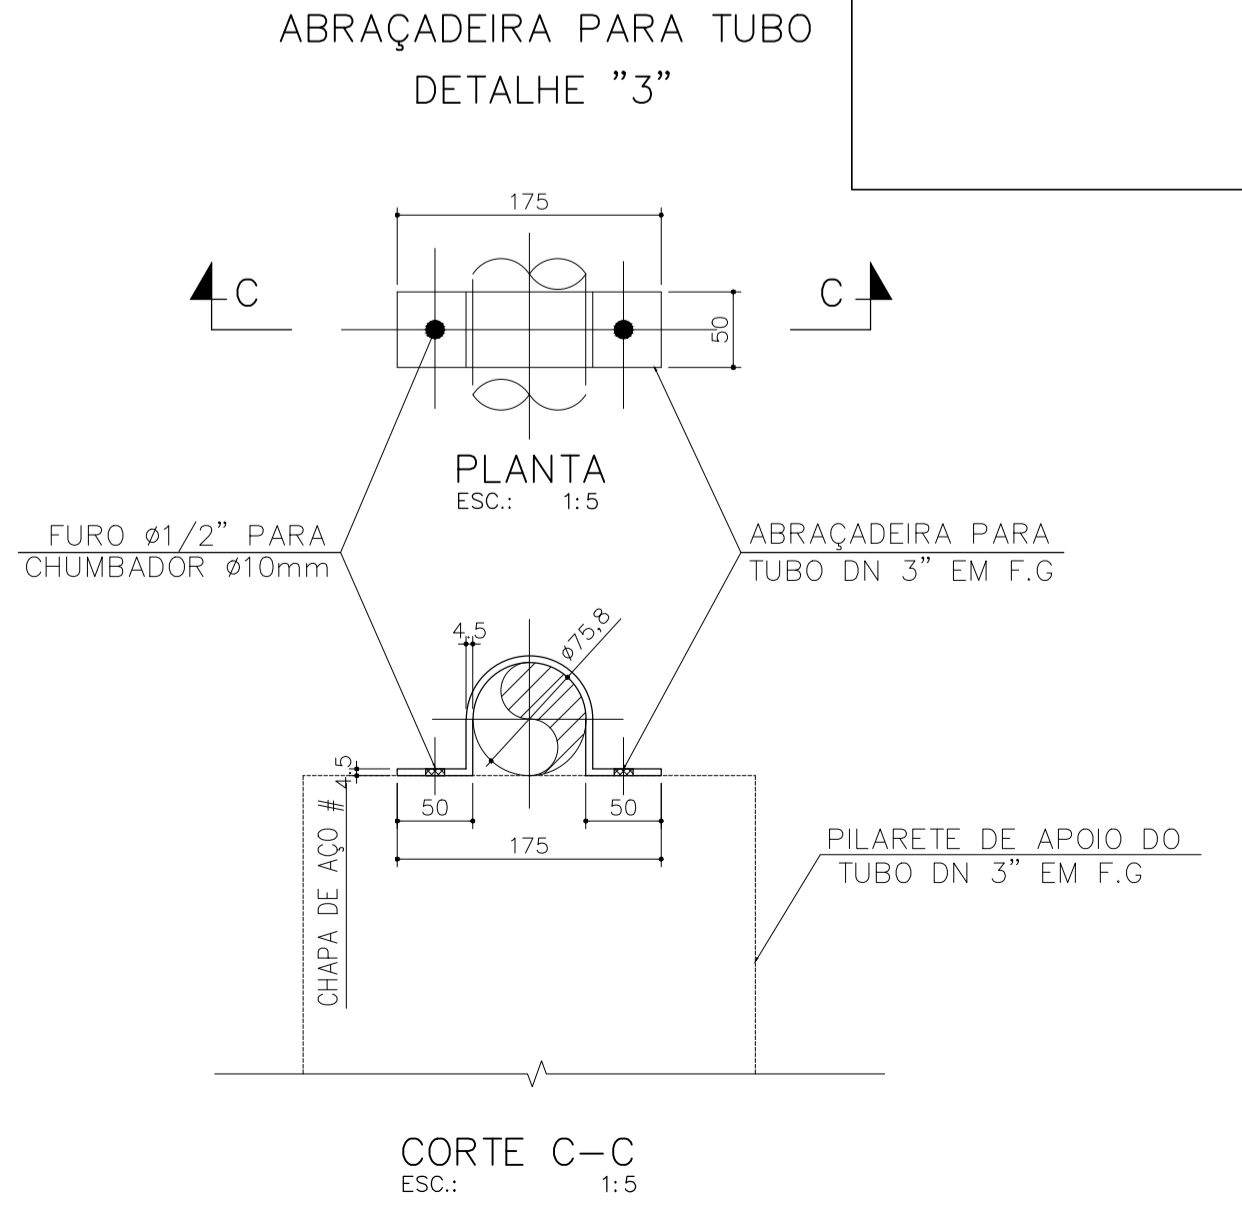 ABRAÇADEIRA PARA TUBO
DETALHE ”3”
175
C
C
50
PLANTA
ESC.: 1:5
FURO ø1/2” PARA
CHUMBADOR ø10mm
ABRAÇADEIRA PARA
TUBO DN 3” EM F.G
4.5
ø75,8
4.5
CHAPA DE AÇO #
50
50
175
PILARETE DE APOIO DO
TUBO DN 3” EM F.G
CORTE C-C
ESC.: 1:5